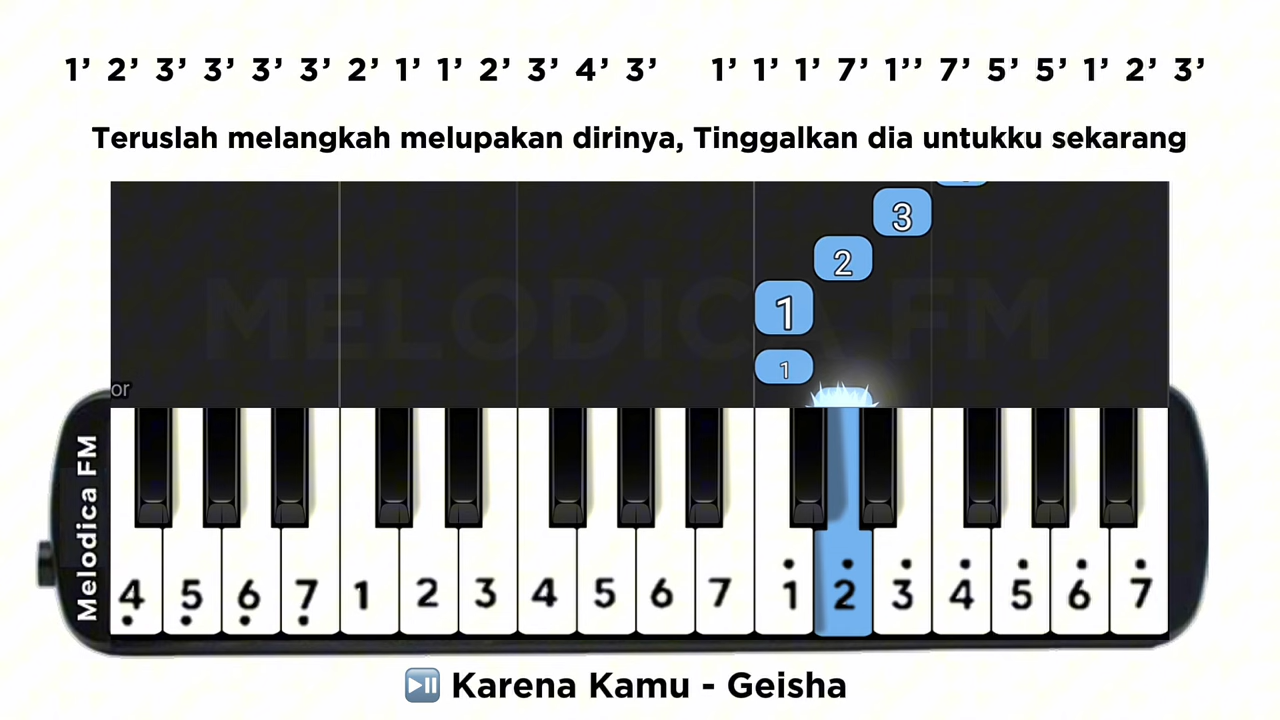 1’ 2’ 3’ 3’ 3’ 3’ 2’ 1’ 1’ 2’ 3’ 4’ 3’ 1’ 1’ 1’ 7’ 1’’ 7’ 5’ 5’ 1’ 2’ 3’
Teruslah melangkah melupakan dirinya, Tinggalkan dia untukku sekarang
3
2
1
1
MELODICA FM
or
Melodica FM
4 5 6 7 1 2 3 4 5 6 7 1 2 3 4 5 6 7
Karena Kamu - Geisha